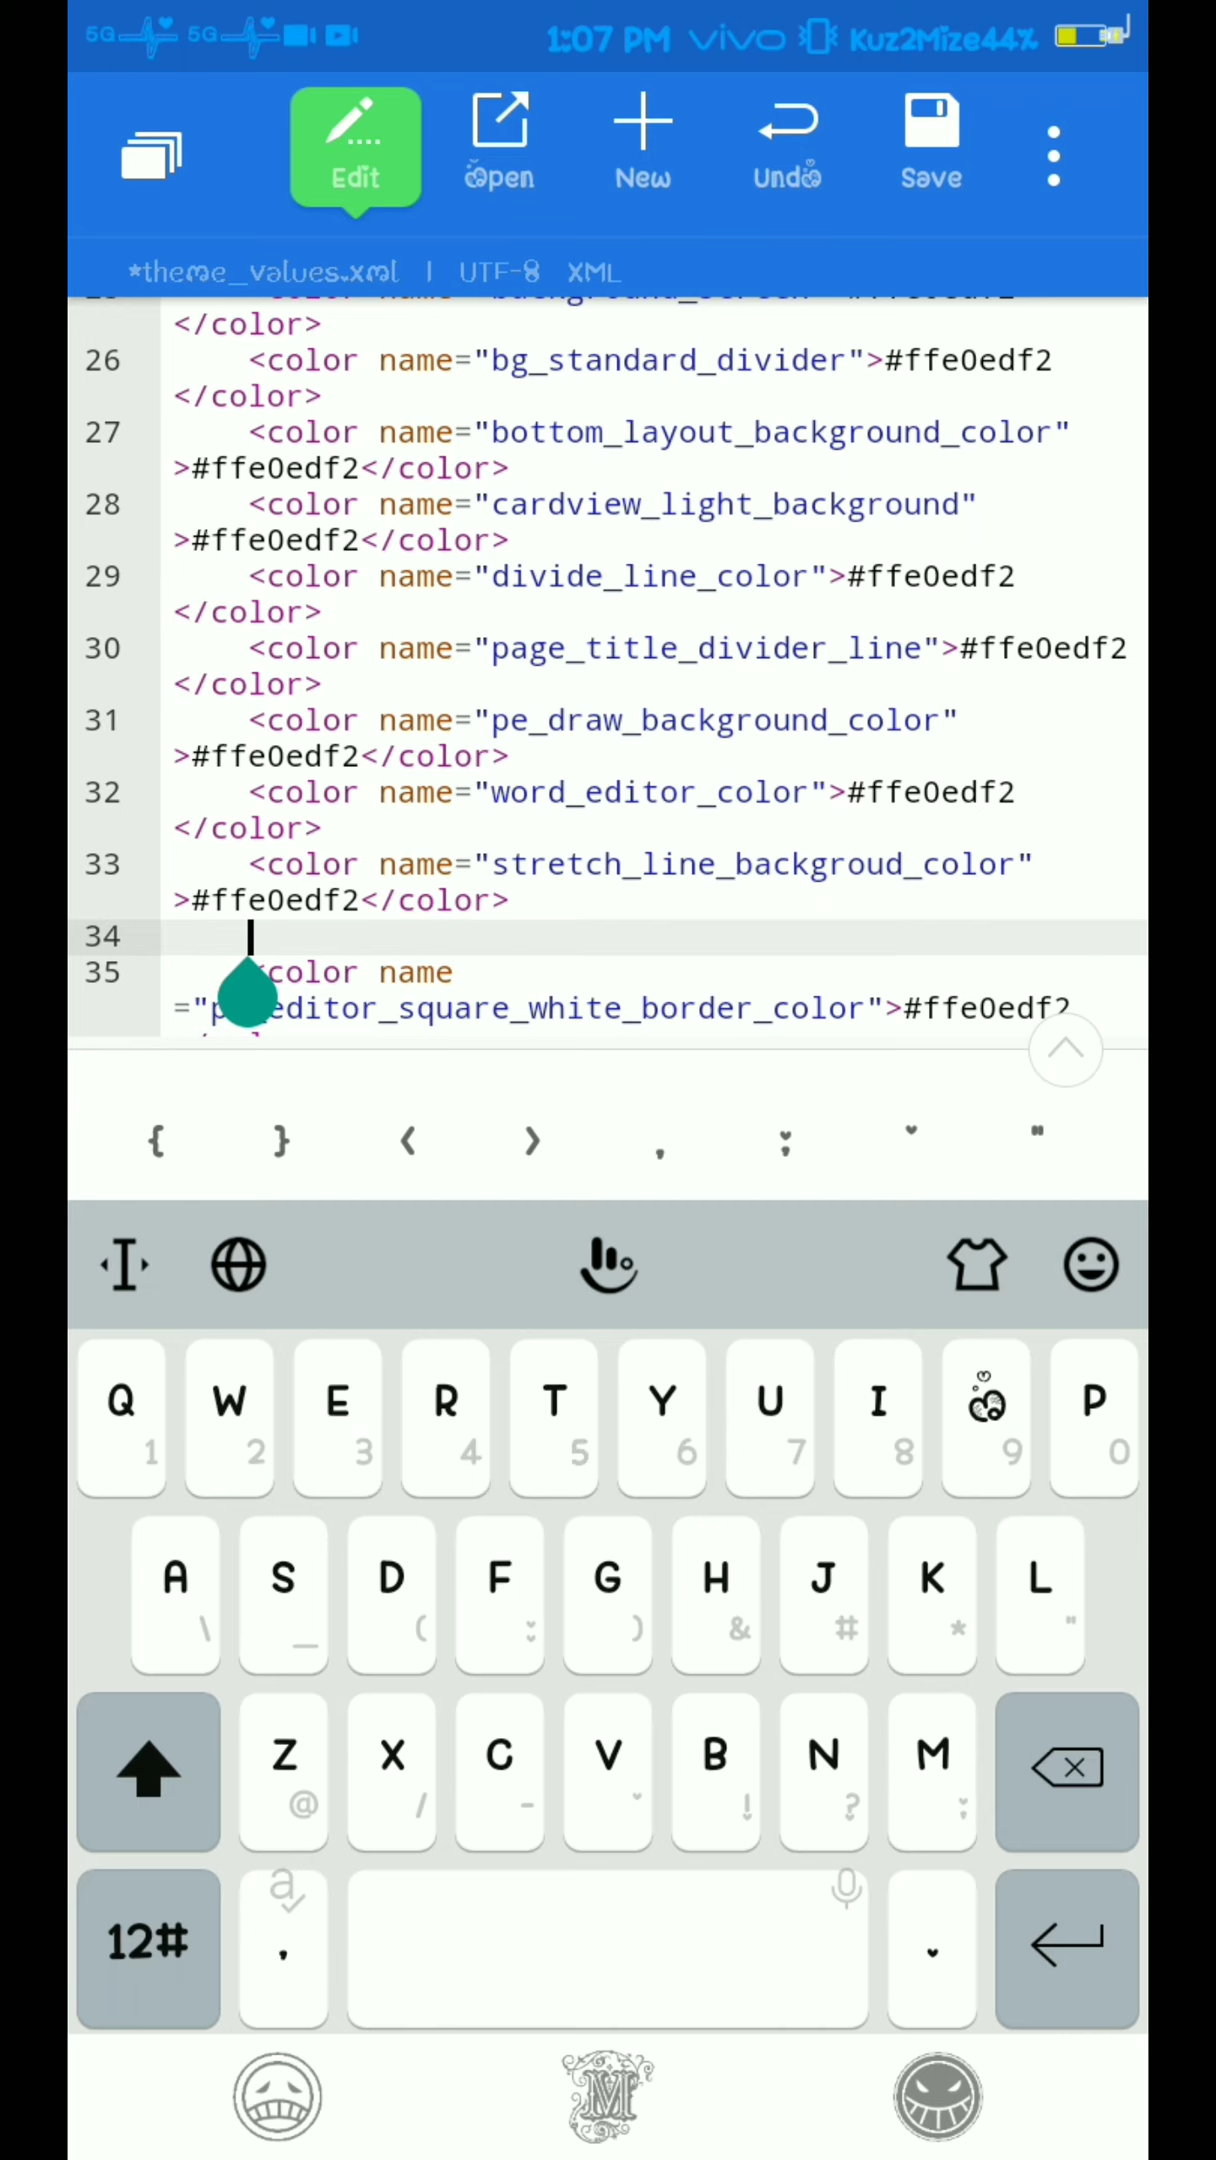 5G 5G 1:07 PM vivo Kuz2Mize44%
Edit Open New Undo Save
*theme_values.xml | UTF-8 XML
</color>
26 <color name="bg_standard_divider">#ffe0edf2
</color>
27 <color name="bottom_layout_background_color"
>#ffe0edf2</color>
28 <color name="cardview_light_background"
>#ffe0edf2</color>
29 <color name="divide_line_color">#ffe0edf2
</color>
30 <color name="page_title_divider_line">#ffe0edf2
</color>
31 <color name="pe_draw_background_color"
>#ffe0edf2</color>
32 <color name="word_editor_color">#ffe0edf2
</color>
33 <color name="stretch_line_backgroud_color"
>#ffe0edf2</color>
34
35 <color name
editor_square_white_border_color">#ffe0edf2
{ } < > , ; ' "
Q W E R T Y U I O P
1 2 3 4 5 6 7 8 9 0
A S D F G H J K L
\ _ ( : ) & # * "
Z X C V B N M
@ / - ' ! ? ;
12# , .
M